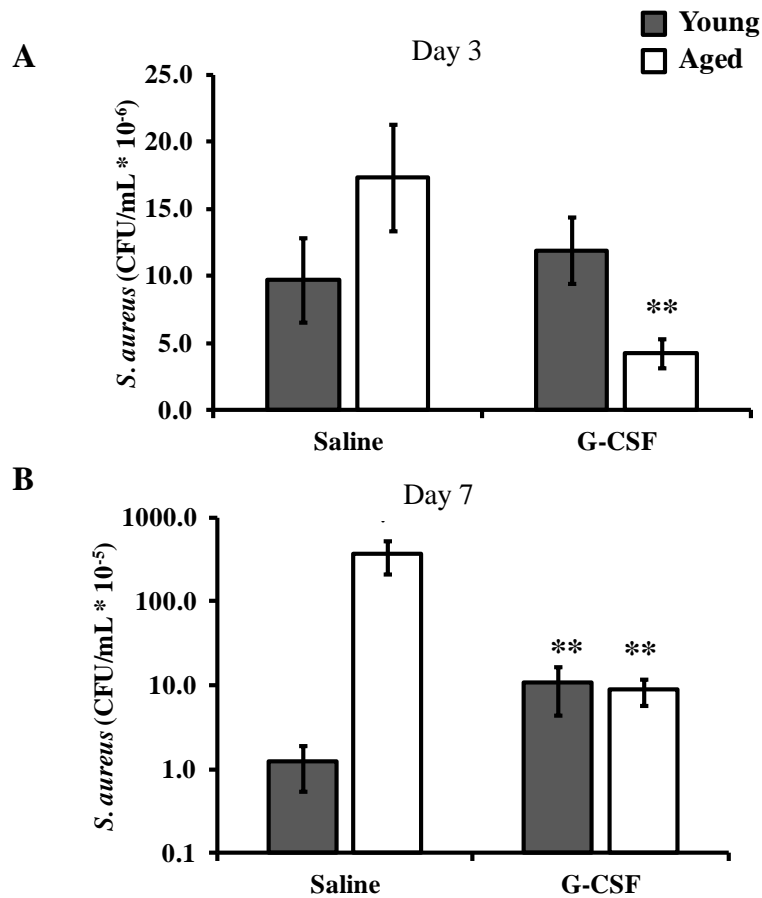 Young
Aged
A
Day 3
S. aureus (CFU/mL * 10⁻⁶)
25.0
20.0
15.0
10.0
5.0
0.0
**
Saline
G-CSF
B
Day 7
S. aureus (CFU/mL * 10⁻⁵)
1000.0
100.0
10.0
1.0
0.1
**
**
Saline
G-CSF